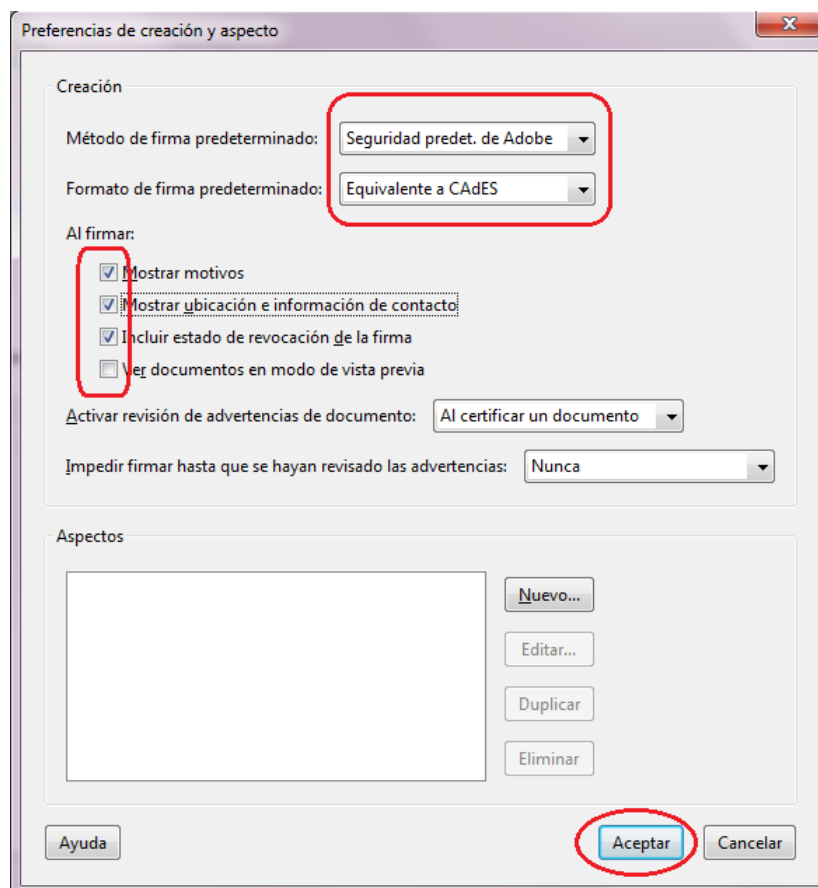 Preferencias de creación y aspecto
Creación
Método de firma predeterminado: Seguridad predet. de Adobe
Formato de firma predeterminado: Equivalente a CAdES
Al firmar:
Mostrar motivos
Mostrar ubicación e información de contacto
Incluir estado de revocación de la firma
Ver documentos en modo de vista previa
Activar revisión de advertencias de documento: Al certificar un documento
Impedir firmar hasta que se hayan revisado las advertencias: Nunca
Aspectos
Nuevo...
Editar...
Duplicar
Eliminar
Ayuda Aceptar Cancelar